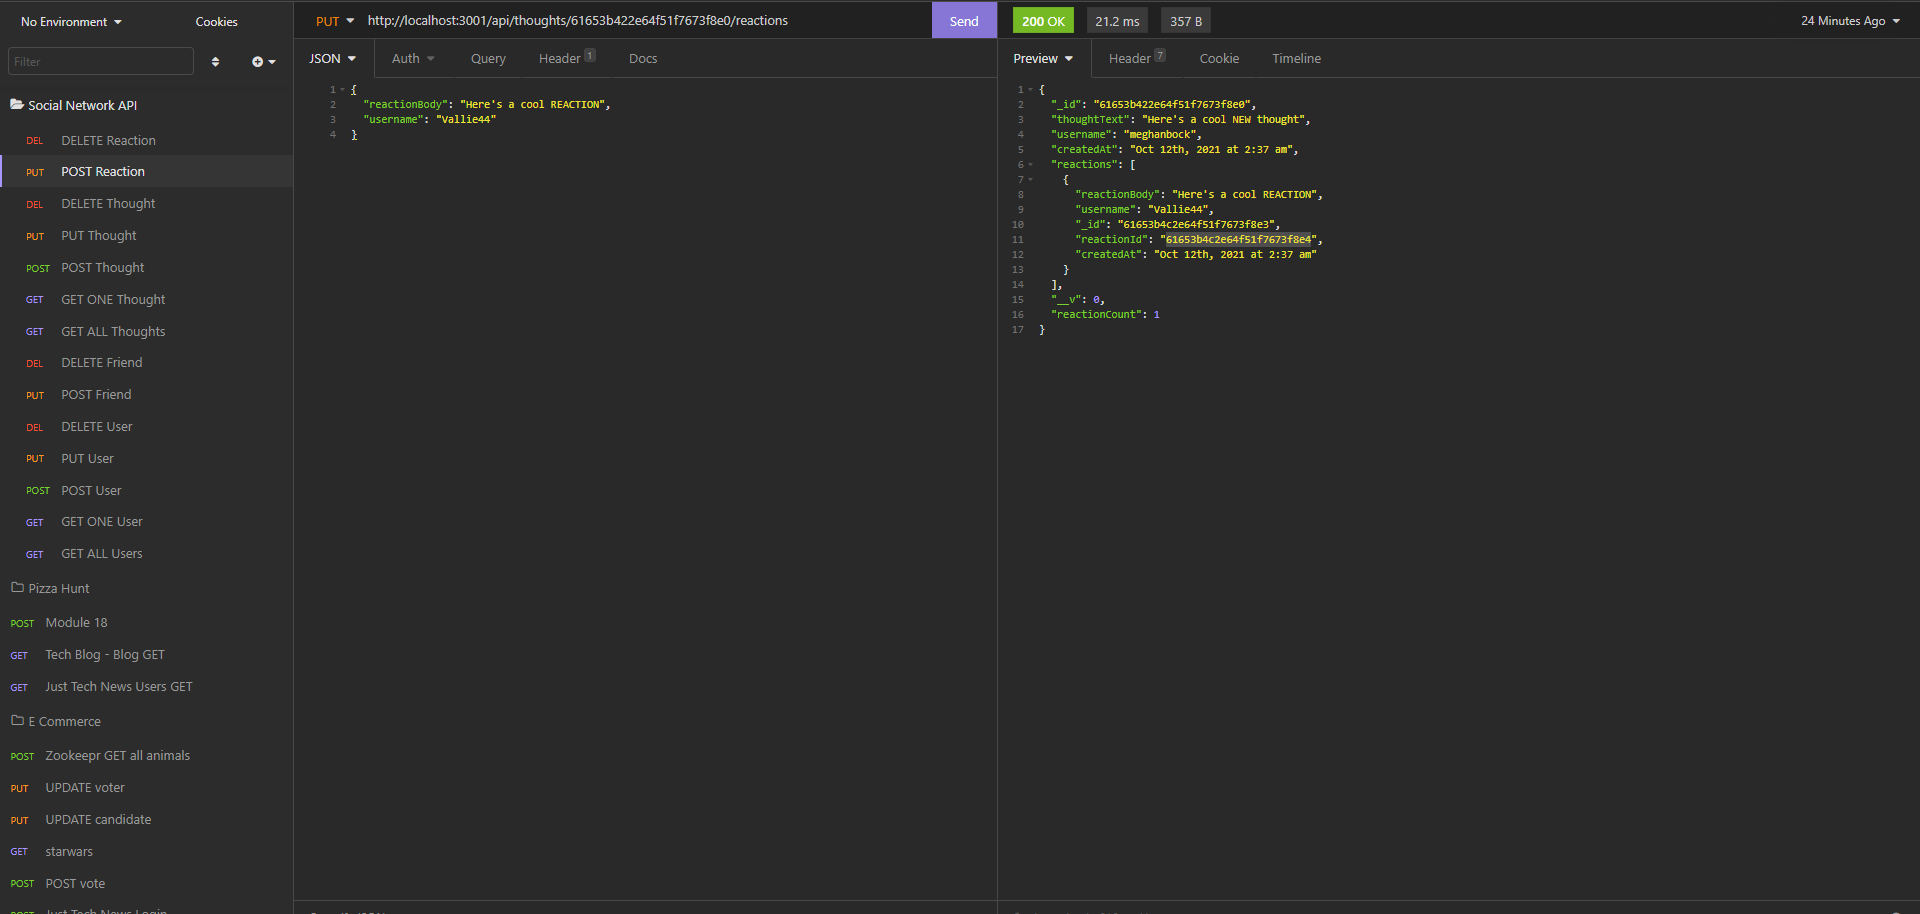 No Environment
Cookies
Filter
Social Network API
DEL DELETE Reaction
PUT POST Reaction
DEL DELETE Thought
PUT PUT Thought
POST POST Thought
GET GET ONE Thought
GET GET ALL Thoughts
DEL DELETE Friend
PUT POST Friend
DEL DELETE User
PUT PUT User
POST POST User
GET GET ONE User
GET GET ALL Users
Pizza Hunt
POST Module 18
GET Tech Blog - Blog GET
GET Just Tech News Users GET
E Commerce
POST Zookeepr GET all animals
PUT UPDATE voter
PUT UPDATE candidate
GET starwars
POST POST vote
POST Just Tech News Login
PUT http://localhost:3001/api/thoughts/61653b422e64f51f7673f8e0/reactions Send
JSON Auth Query Header 1 Docs
1 {
2 "reactionBody": "Here's a cool REACTION",
3 "username": "Vallie44"
4 }
200 OK 21.2 ms 357 B 24 Minutes Ago
Preview Header 7 Cookie Timeline
1 {
2 "_id": "61653b422e64f51f7673f8e0",
3 "thoughtText": "Here's a cool NEW thought",
4 "username": "meghanbock",
5 "createdAt": "Oct 12th, 2021 at 2:37 am",
6 "reactions": [
7 {
8 "reactionBody": "Here's a cool REACTION",
9 "username": "Vallie44",
10 "_id": "61653b4c2e64f51f7673f8e3",
11 "reactionId": "61653b4c2e64f51f7673f8e4",
12 "createdAt": "Oct 12th, 2021 at 2:37 am"
13 }
14 ],
15 "__v": 0,
16 "reactionCount": 1
17 }